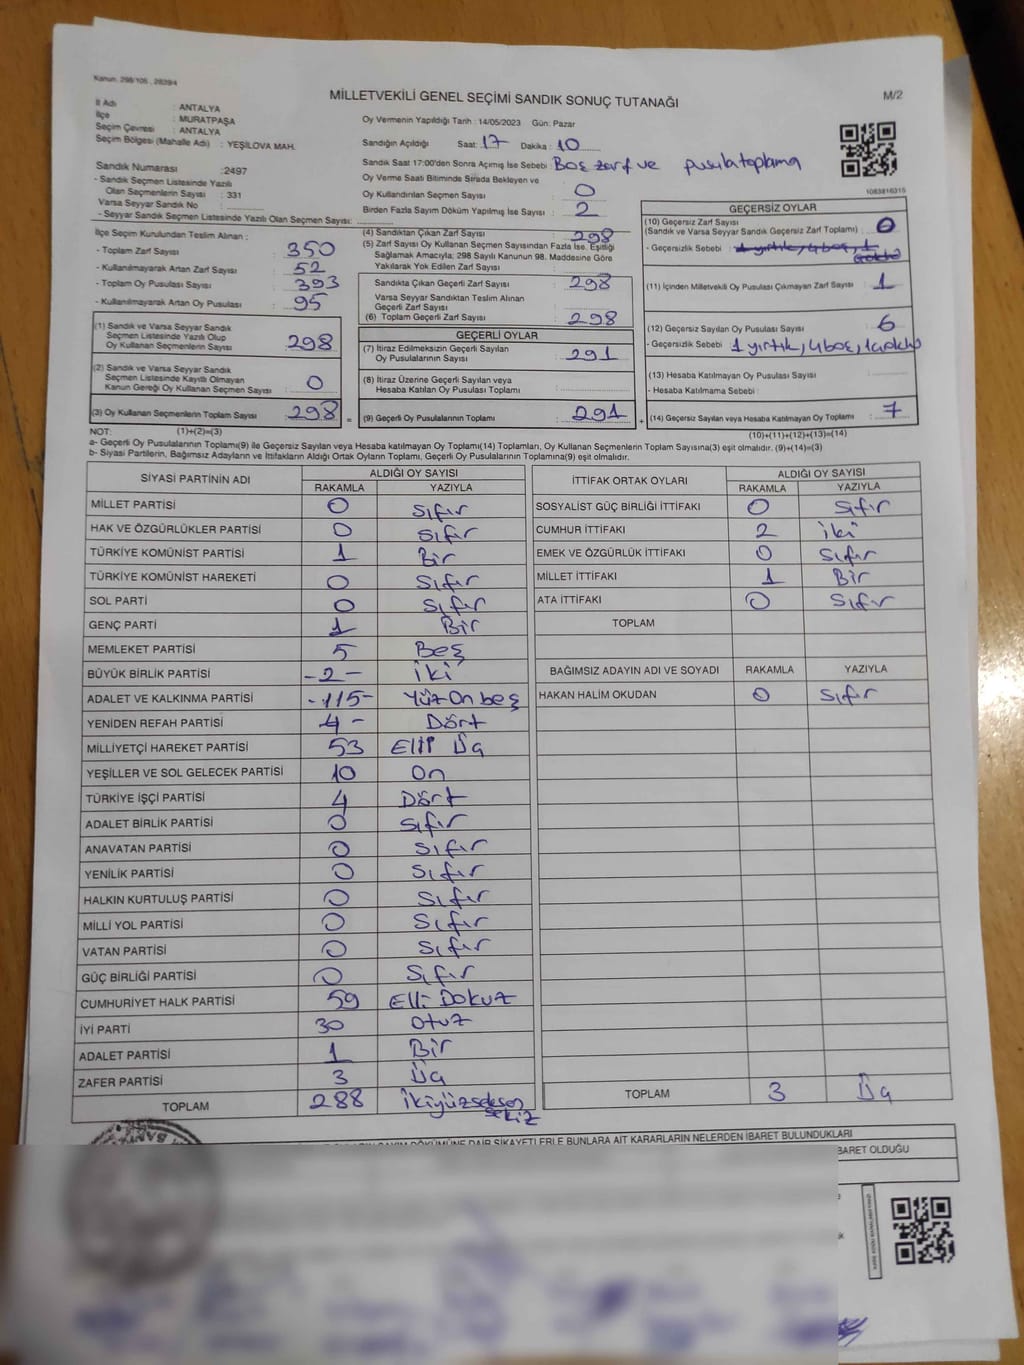 Kanun: 298/105 , 2839/4
MİLLETVEKİLİ GENEL SEÇİMİ SANDIK SONUÇ TUTANAĞI
M/2
İl Adı : ANTALYA
İlçe : MURATPAŞA
Seçim Çevresi : ANTALYA
Seçim Bölgesi (Mahalle Adı) : YEŞİLOVA MAH.
Oy Vermenin Yapıldığı Tarih : 14/05/2023 Gün: Pazar
Sandığın Açıldığı Saat: 17 Dakika: 10
Sandık Saat 17:00'den Sonra Açılmış İse Sebebi : Boş zarf ve pusula toplama
Sandık Numarası : 2497
- Sandık Seçmen Listesinde Yazılı
Olan Seçmenlerin Sayısı : 331
Varsa Seyyar Sandık No :
- Seyyar Sandık Seçmen Listesinde Yazılı Olan Seçmen Sayısı:
Oy Verme Saati Bitiminde Sırada Bekleyen ve
Oy Kullandırılan Seçmen Sayısı : 0
Birden Fazla Sayım Döküm Yapılmış İse Sayısı : 2
1083816315
İlçe Seçim Kurulundan Teslim Alınan :
- Toplam Zarf Sayısı : 350
- Kullanılmayarak Artan Zarf Sayısı : 52
- Toplam Oy Pusulası Sayısı : 393
- Kullanılmayarak Artan Oy Pusulası : 95
(1) Sandık ve Varsa Seyyar Sandık
Seçmen Listesinde Yazılı Olup
Oy Kullanan Seçmenlerin Sayısı : 298
(2) Sandık ve Varsa Seyyar Sandık
Seçmen Listesinde Kayıtlı Olmayan
Kanun Gereği Oy Kullanan Seçmen Sayısı : 0
(3) Oy Kullanan Seçmenlerin Toplam Sayısı : 298 =
(4) Sandıktan Çıkan Zarf Sayısı : 298
(5) Zarf Sayısı Oy Kullanan Seçmen Sayısından Fazla İse, Eşitliği
Sağlamak Amacıyla; 298 Sayılı Kanunun 98. Maddesine Göre
Yakılarak Yok Edilen Zarf Sayısı :
Sandıkta Çıkan Geçerli Zarf Sayısı : 298
Varsa Seyyar Sandıktan Teslim Alınan
Geçerli Zarf Sayısı :
(6) Toplam Geçerli Zarf Sayısı : 298
GEÇERLİ OYLAR
(7) İtiraz Edilmeksizin Geçerli Sayılan
Oy Pusulalarının Sayısı : 291
(8) İtiraz Üzerine Geçerli Sayılan veya
Hesaba Katılan Oy Pusulası Toplamı :
(9) Geçerli Oy Pusulalarının Toplamı : 291 +
GEÇERSİZ OYLAR
(10) Geçersiz Zarf Sayısı
(Sandık ve Varsa Seyyar Sandık Geçersiz Zarf Toplamı) : 0
- Geçersizlik Sebebi : 1 yırtık, 4 boş, 1
(11) İçinden Milletvekili Oy Pusulası Çıkmayan Zarf Sayısı : 1
(12) Geçersiz Sayılan Oy Pusulası Sayısı : 6
- Geçersizlik Sebebi : 1 yırtık, 4 boş,
(13) Hesaba Katılmayan Oy Pusulası Sayısı :
- Hesaba Katılmama Sebebi :
(14) Geçersiz Sayılan veya Hesaba Katılmayan Oy Toplamı : 7
NOT: (1)+(2)=(3)
(10)+(11)+(12)+(13)=(14)
a- Geçerli Oy Pusulalarının Toplamı(9) ile Geçersiz Sayılan veya Hesaba katılmayan Oy Toplamı(14) Toplamları, Oy Kullanan Seçmenlerin Toplam Sayısına(3) eşit olmalıdır. (9)+(14)=(3)
b- Siyasi Partilerin, Bağımsız Adayların ve İttifakların Aldığı Ortak Oyların Toplamı, Geçerli Oy Pusulalarının Toplamına(9) eşit olmalıdır.
SİYASİ PARTİNİN ADI ALDIĞI OY SAYISI
RAKAMLA YAZIYLA
MİLLET PARTİSİ 0 Sıfır
HAK VE ÖZGÜRLÜKLER PARTİSİ 0 Sıfır
TÜRKİYE KOMÜNİST PARTİSİ 1 Bir
TÜRKİYE KOMÜNİST HAREKETİ 0 Sıfır
SOL PARTİ 0 Sıfır
GENÇ PARTİ 1 Bir
MEMLEKET PARTİSİ 5 Beş
BÜYÜK BİRLİK PARTİSİ -2- iki
ADALET VE KALKINMA PARTİSİ -115- Yüz On beş
YENİDEN REFAH PARTİSİ 4- Dört
MİLLİYETÇİ HAREKET PARTİSİ 53 Elli Üç
YEŞİLLER VE SOL GELECEK PARTİSİ 10 On
TÜRKİYE İŞÇİ PARTİSİ 4 Dört
ADALET BİRLİK PARTİSİ 0 Sıfır
ANAVATAN PARTİSİ 0 Sıfır
YENİLİK PARTİSİ 0 Sıfır
HALKIN KURTULUŞ PARTİSİ 0 Sıfır
MİLLİ YOL PARTİSİ 0 Sıfır
VATAN PARTİSİ 0 Sıfır
GÜÇ BİRLİĞİ PARTİSİ 0 Sıfır
CUMHURİYET HALK PARTİSİ 59 Elli Dokuz
İYİ PARTİ 30 Otuz
ADALET PARTİSİ 1 Bir
ZAFER PARTİSİ 3 Üç
TOPLAM 288 ikiyüzseksen
sekiz
İTTİFAK ORTAK OYLARI ALDIĞI OY SAYISI
RAKAMLA YAZIYLA
SOSYALİST GÜÇ BİRLİĞİ İTTİFAKI 0 Sıfır
CUMHUR İTTİFAKI 2 iki
EMEK VE ÖZGÜRLÜK İTTİFAKI 0 Sıfır
MİLLET İTTİFAKI 1 Bir
ATA İTTİFAKI 0 Sıfır
TOPLAM
BAĞIMSIZ ADAYIN ADI VE SOYADI RAKAMLA YAZIYLA
HAKAN HALİM OKUDAN 0 Sıfır
TOPLAM 3 Üç
SAYIM DÖKÜMÜNE DAİR ŞİKAYETLERLE BUNLARA AİT KARARLARIN NELERDEN İBARET BULUNDUKLARI
İBARET OLDUĞU